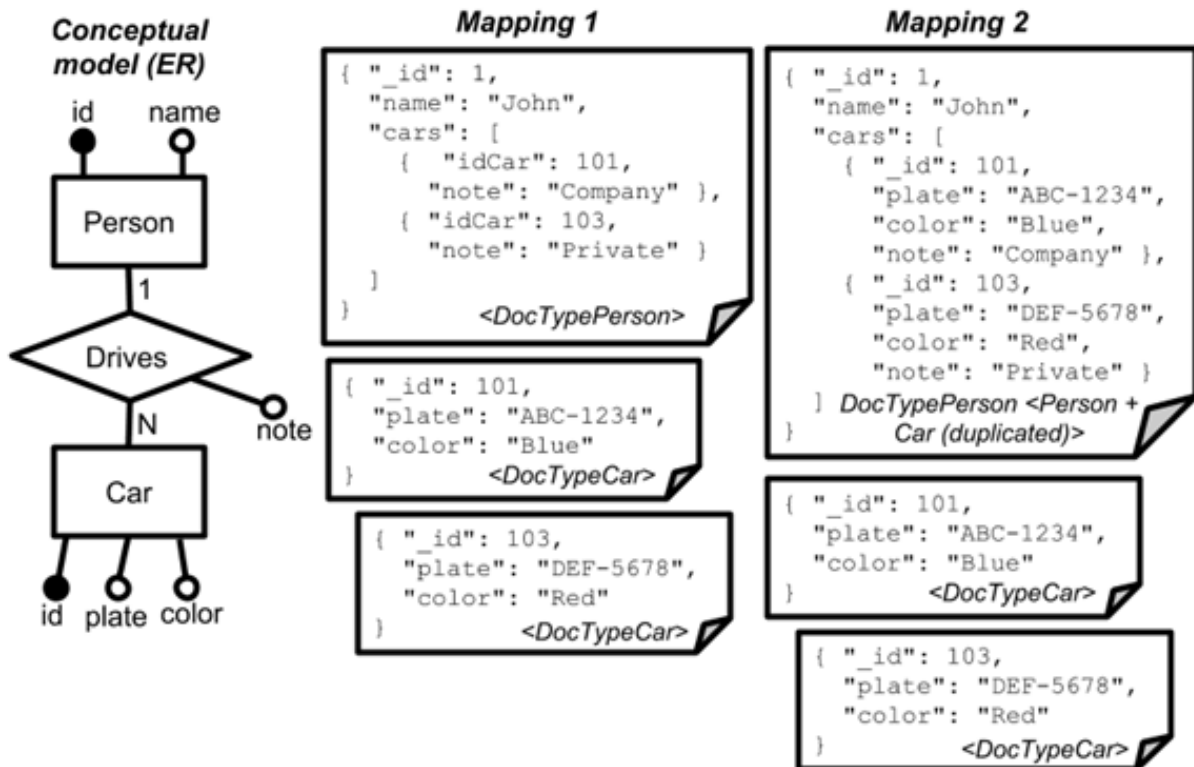 Conceptual
model (ER)
id
name
Person
1
Drives
note
N
Car
id
plate
color
Mapping 1
{ "_id": 1,
"name": "John",
"cars": [
{ "idCar": 101,
"note": "Company" },
{ "idCar": 103,
"note": "Private" }
]
}
<DocTypePerson>
{ "_id": 101,
"plate": "ABC-1234",
"color": "Blue"
}
<DocTypeCar>
{ "_id": 103,
"plate": "DEF-5678",
"color": "Red"
}
<DocTypeCar>
Mapping 2
{ "_id": 1,
"name": "John",
"cars": [
{ "_id": 101,
"plate": "ABC-1234",
"color": "Blue",
"note": "Company" },
{ "_id": 103,
"plate": "DEF-5678",
"color": "Red",
"note": "Private" }
] DocTypePerson <Person +
} Car (duplicated)>
{ "_id": 101,
"plate": "ABC-1234",
"color": "Blue"
}
<DocTypeCar>
{ "_id": 103,
"plate": "DEF-5678",
"color": "Red"
}
<DocTypeCar>